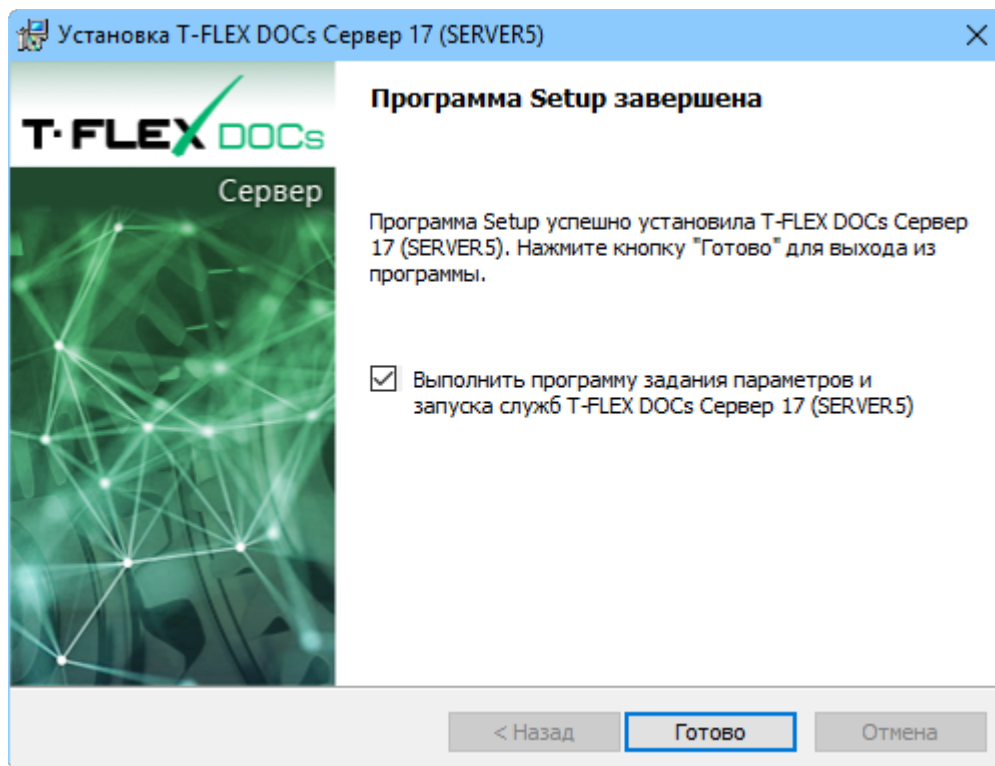 Установка T-FLEX DOCs Сервер 17 (SERVER5)
T-FLEX DOCs
Сервер
Программа Setup завершена
Программа Setup успешно установила T-FLEX DOCs Сервер
17 (SERVER5). Нажмите кнопку "Готово" для выхода из
программы.
Выполнить программу задания параметров и
запуска служб T-FLEX DOCs Сервер 17 (SERVER5)
< Назад
Готово
Отмена